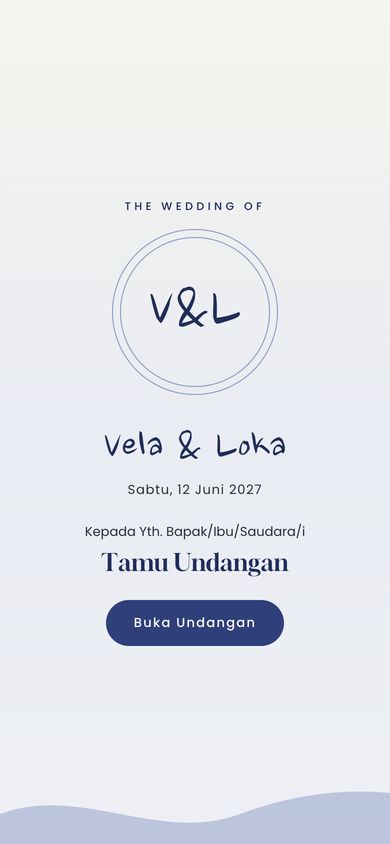 THE WEDDING OF
V&L
Vela & Loka
Sabtu, 12 Juni 2027
Kepada Yth. Bapak/Ibu/Saudara/i
Tamu Undangan
Buka Undangan